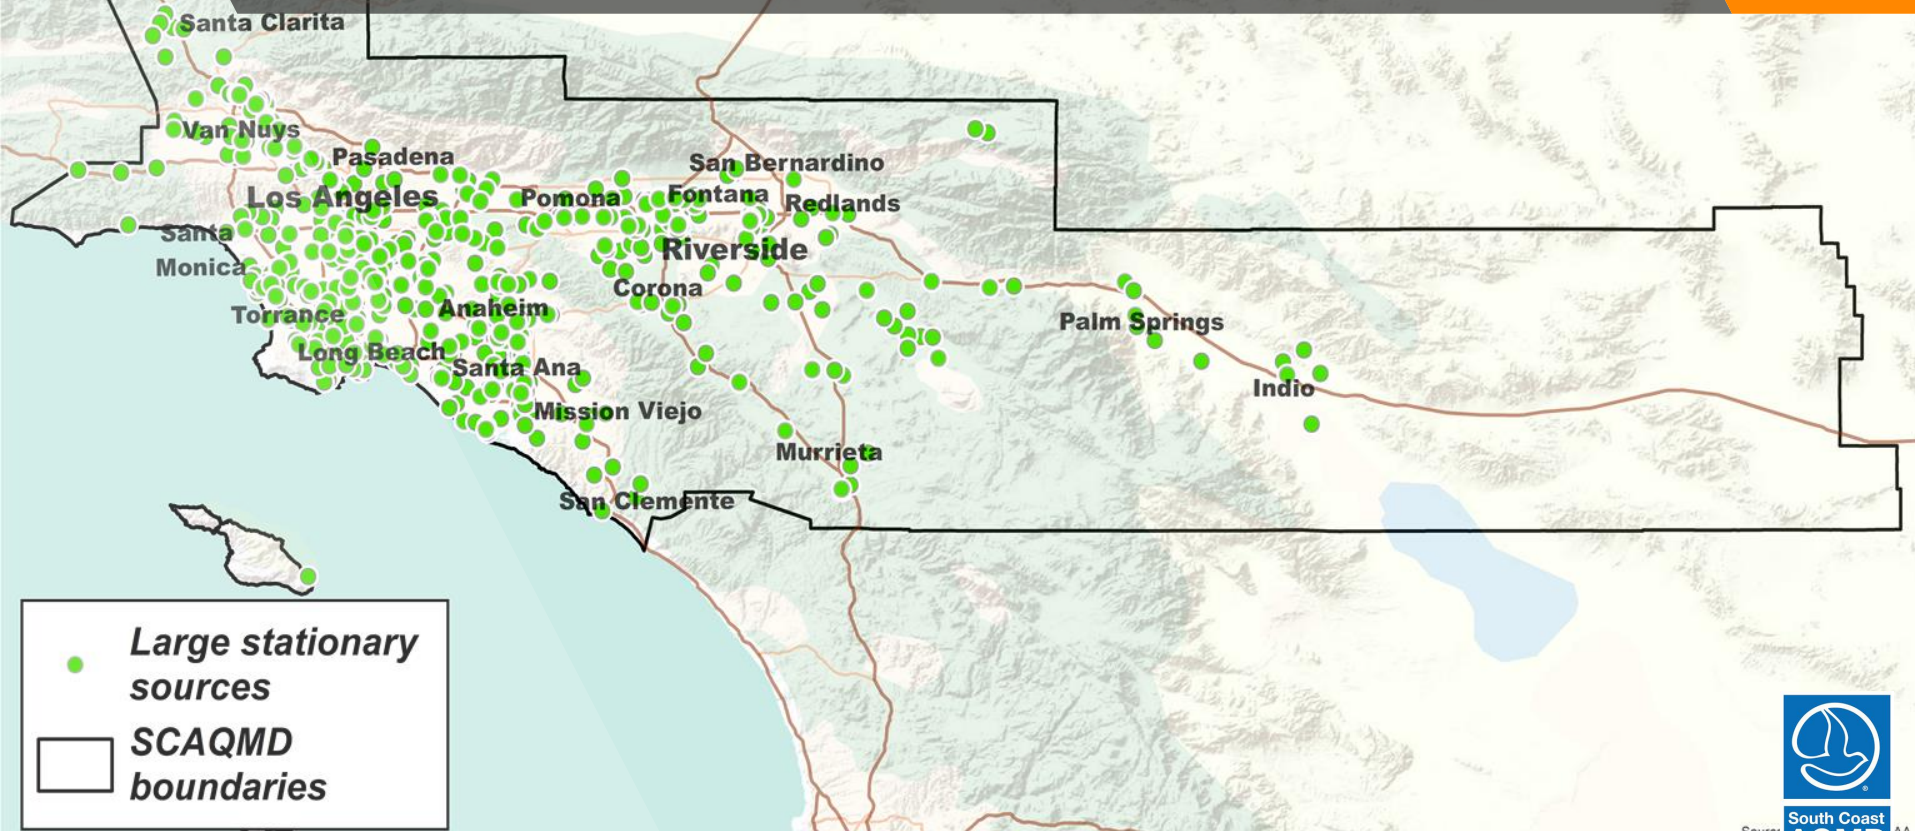 Santa Clarita
Van Nuys
Pasadena
San Bernardino
Los Angeles
Pomona
Fontana
Redlands
Santa
Monica
Riverside
Corona
Torrance
Anaheim
Palm Springs
Long Beach
Santa Ana
Indio
Mission Viejo
Murrieta
San Clemente
Large stationary
sources
SCAQMD
boundaries
South Coast